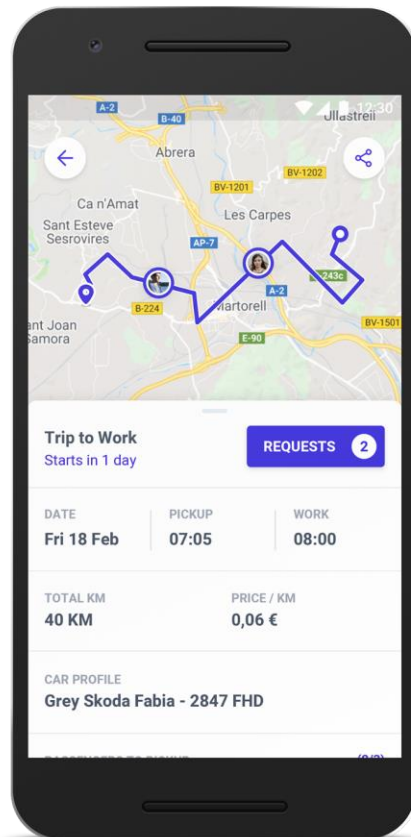 12:30
A-2
B-40
Ullastrell
Abrera
BV-1202
BV-1201
Ca n'Amat
Les Carpes
Sant Esteve
Sesrovires
AP-7
243c
A-2
B-224
Martorell
BV-1501
ant Joan
Samora
E-90
Trip to Work
Starts in 1 day
REQUESTS 2
DATE PICKUP WORK
Fri 18 Feb 07:05 08:00
TOTAL KM PRICE / KM
40 KM 0,06 €
CAR PROFILE
Grey Skoda Fabia - 2847 FHD